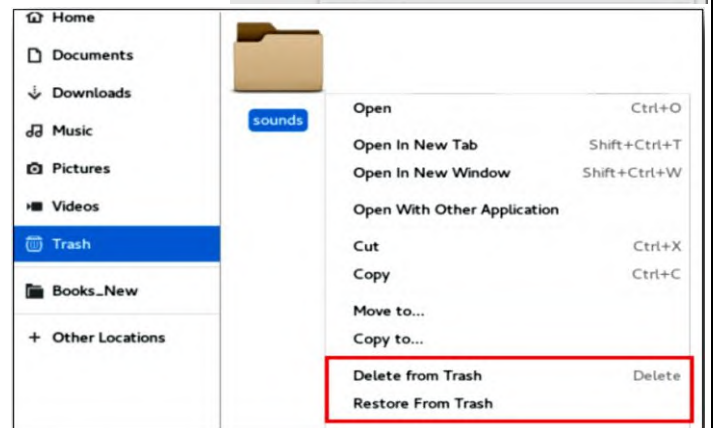 Home
Documents
Downloads
Music
Pictures
Videos
Trash
Books_New
+ Other Locations
sounds
Open Ctrl+O
Open In New Tab Shift+Ctrl+T
Open In New Window Shift+Ctrl+W
Open With Other Application
Cut Ctrl+X
Copy Ctrl+C
Move to...
Copy to...
Delete from Trash Delete
Restore From Trash